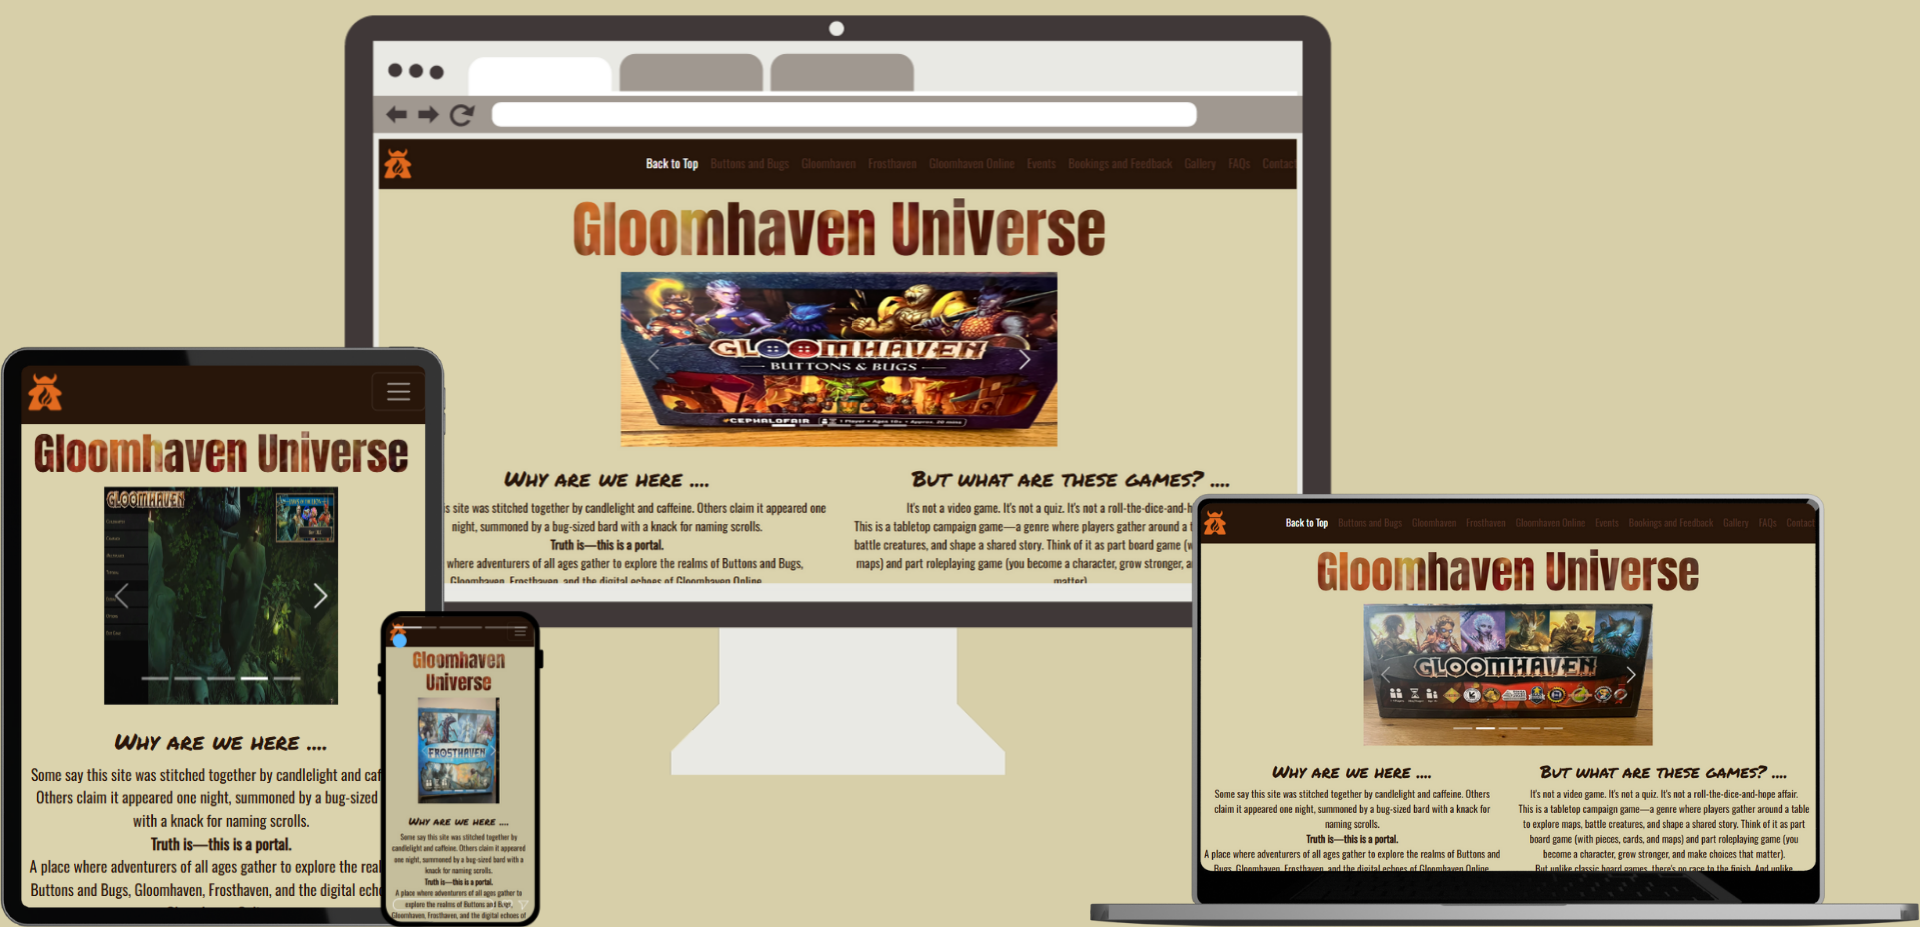 Back to Top Buttons and Bugs Gloomhaven Frosthaven Gloomhaven Online Events Bookings and Feedback Gallery FAQs Contact
Gloomhaven Universe
GLOOMHAVEN
BUTTONS & BUGS
CEPHALOFAIR 1 Player • Ages 10+ • Approx. 20 mins
WHY ARE WE HERE ....
s site was stitched together by candlelight and caffeine. Others claim it appeared one
night, summoned by a bug-sized bard with a knack for naming scrolls.
Truth is—this is a portal.
where adventurers of all ages gather to explore the realms of Buttons and Bugs,
Gloomhaven, Frosthaven, and the digital echoes of Gloomhaven Online.
BUT WHAT ARE THESE GAMES? ....
It's not a video game. It's not a quiz. It's not a roll-the-dice-and-h
This is a tabletop campaign game—a genre where players gather around a t
battle creatures, and shape a shared story. Think of it as part board game (w
maps) and part roleplaying game (you become a character, grow stronger, a
matter).
Gloomhaven Universe
GLOOMHAVEN
WHY ARE WE HERE ....
Some say this site was stitched together by candlelight and caf
Others claim it appeared one night, summoned by a bug-sized
with a knack for naming scrolls.
Truth is—this is a portal.
A place where adventurers of all ages gather to explore the real
Buttons and Bugs, Gloomhaven, Frosthaven, and the digital echo
Gloomhaven
Universe
FROSTHAVEN
WHY ARE WE HERE ....
Some say this site was stitched together by
candlelight and caffeine. Others claim it appeared
one night, summoned by a bug-sized bard with a
knack for naming scrolls.
Truth is—this is a portal.
A place where adventurers of all ages gather to
explore the realms of Buttons and Bugs,
Gloomhaven, Frosthaven, and the digital echoes of
Back to Top Buttons and Bugs Gloomhaven Frosthaven Gloomhaven Online Events Bookings and Feedback Gallery FAQs Contact
Gloomhaven Universe
GLOOMHAVEN
WHY ARE WE HERE ....
Some say this site was stitched together by candlelight and caffeine. Others
claim it appeared one night, summoned by a bug-sized bard with a knack for
naming scrolls.
Truth is—this is a portal.
A place where adventurers of all ages gather to explore the realms of Buttons and
Bugs, Gloomhaven, Frosthaven, and the digital echoes of Gloomhaven Online.
BUT WHAT ARE THESE GAMES? ....
It's not a video game. It's not a quiz. It's not a roll-the-dice-and-hope affair.
This is a tabletop campaign game—a genre where players gather around a table
to explore maps, battle creatures, and shape a shared story. Think of it as part
board game (with pieces, cards, and maps) and part roleplaying game (you
become a character, grow stronger, and make choices that matter).
But unlike classic board games, there's no race to the finish. And unlike